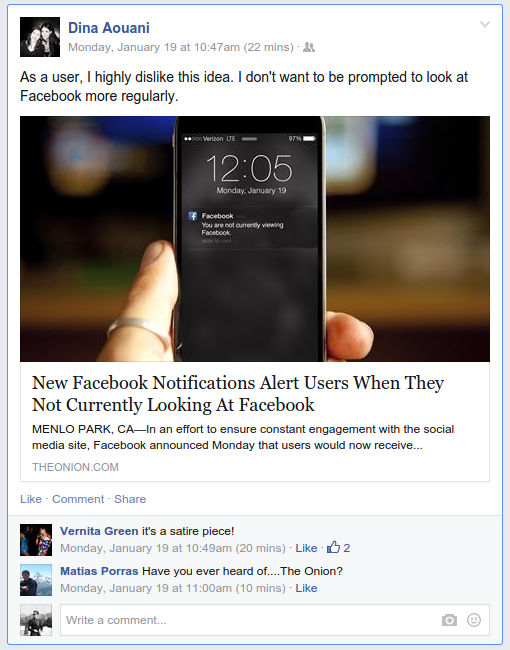 Dina Aouani
Monday, January 19 at 10:47am (22 mins) ·
As a user, I highly dislike this idea. I don't want to be prompted to look at
Facebook more regularly.
Verizon LTE 97%
12:05
Monday, January 19
Facebook
You are not currently viewing
Facebook.
New Facebook Notifications Alert Users When They
Not Currently Looking At Facebook
MENLO PARK, CA—In an effort to ensure constant engagement with the social
media site, Facebook announced Monday that users would now receive...
THEONION.COM
Like · Comment · Share
Vernita Green it's a satire piece!
Monday, January 19 at 10:49am (20 mins) · Like · 2
Matias Porras Have you ever heard of....The Onion?
Monday, January 19 at 11:00am (10 mins) · Like
Write a comment...